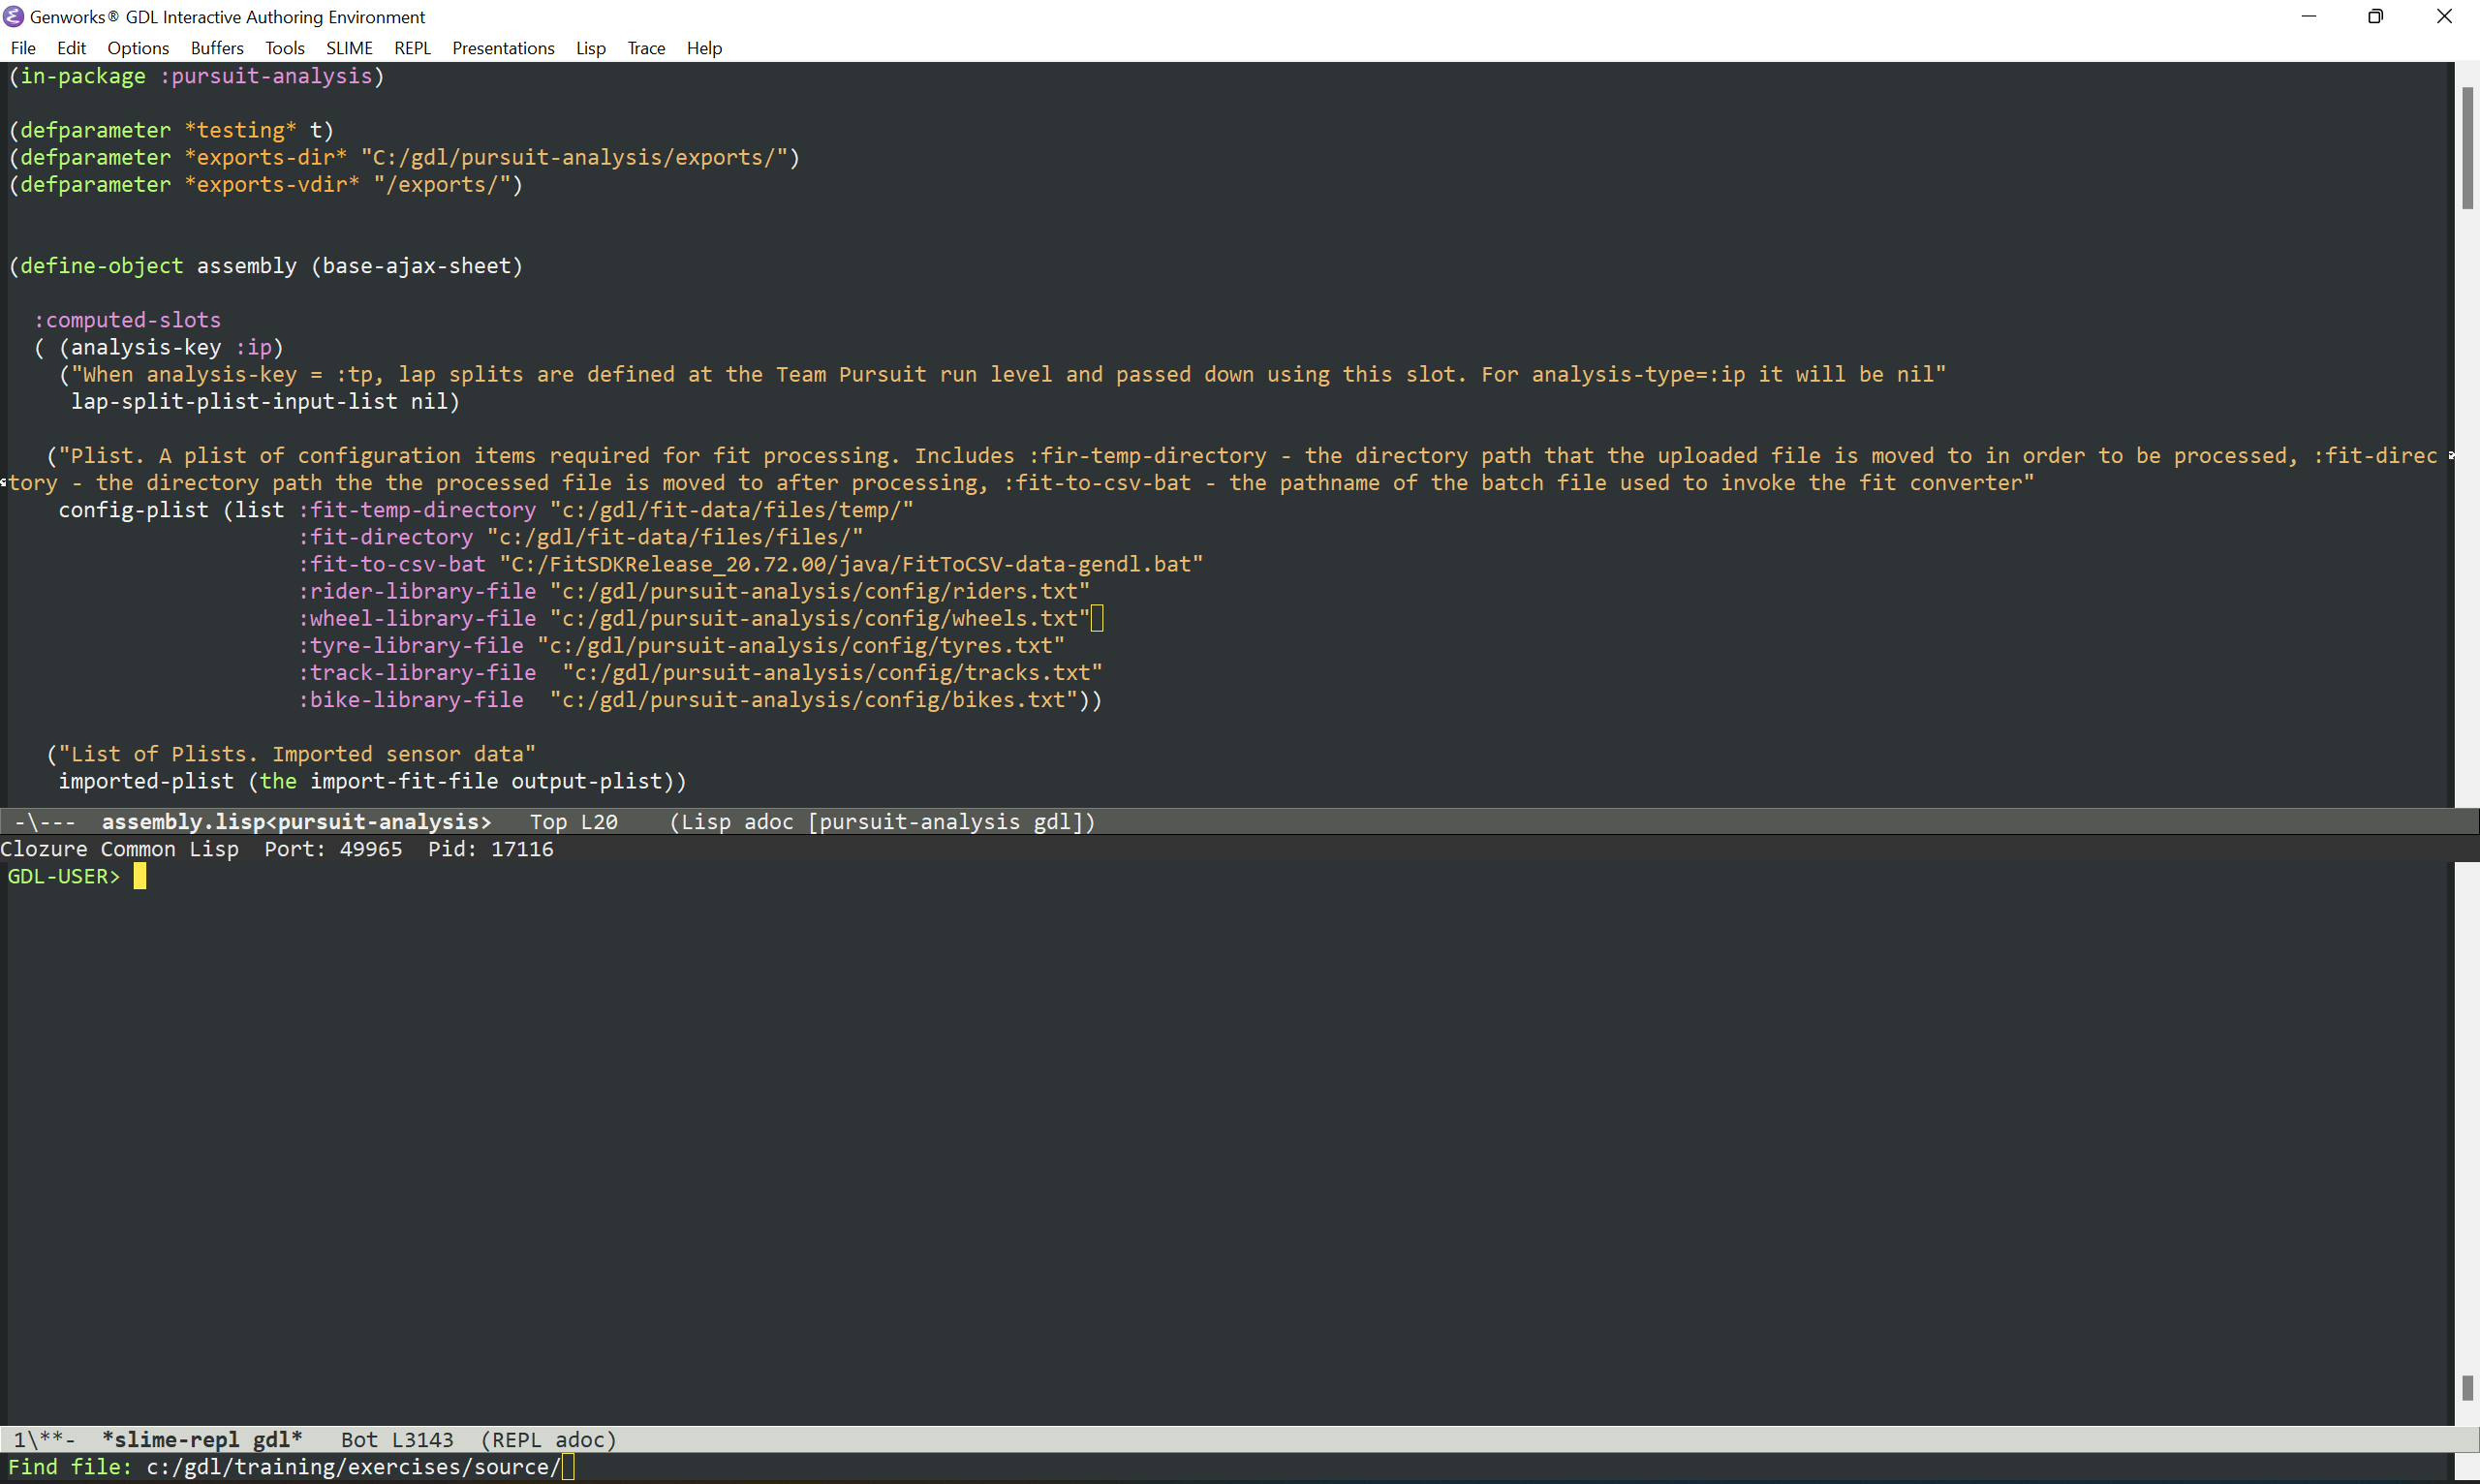 Genworks® GDL Interactive Authoring Environment
File Edit Options Buffers Tools SLIME REPL Presentations Lisp Trace Help
(in-package :pursuit-analysis)
(defparameter *testing* t)
(defparameter *exports-dir* "C:/gdl/pursuit-analysis/exports/")
(defparameter *exports-vdir* "/exports/")
(define-object assembly (base-ajax-sheet)
:computed-slots
( (analysis-key :ip)
("When analysis-key = :tp, lap splits are defined at the Team Pursuit run level and passed down using this slot. For analysis-type=:ip it will be nil"
lap-split-plist-input-list nil)
("Plist. A plist of configuration items required for fit processing. Includes :fir-temp-directory - the directory path that the uploaded file is moved to in order to be processed, :fit-direc
tory - the directory path the the processed file is moved to after processing, :fit-to-csv-bat - the pathname of the batch file used to invoke the fit converter"
config-plist (list :fit-temp-directory "c:/gdl/fit-data/files/temp/"
:fit-directory "c:/gdl/fit-data/files/files/"
:fit-to-csv-bat "C:/FitSDKRelease_20.72.00/java/FitToCSV-data-gendl.bat"
:rider-library-file "c:/gdl/pursuit-analysis/config/riders.txt"
:wheel-library-file "c:/gdl/pursuit-analysis/config/wheels.txt"
:tyre-library-file "c:/gdl/pursuit-analysis/config/tyres.txt"
:track-library-file "c:/gdl/pursuit-analysis/config/tracks.txt"
:bike-library-file "c:/gdl/pursuit-analysis/config/bikes.txt"))
("List of Plists. Imported sensor data"
imported-plist (the import-fit-file output-plist))
-\--- assembly.lisp<pursuit-analysis> Top L20 (Lisp adoc [pursuit-analysis gdl])
Clozure Common Lisp Port: 49965 Pid: 17116
GDL-USER>
1\**- *slime-repl gdl* Bot L3143 (REPL adoc)
Find file: c:/gdl/training/exercises/source/